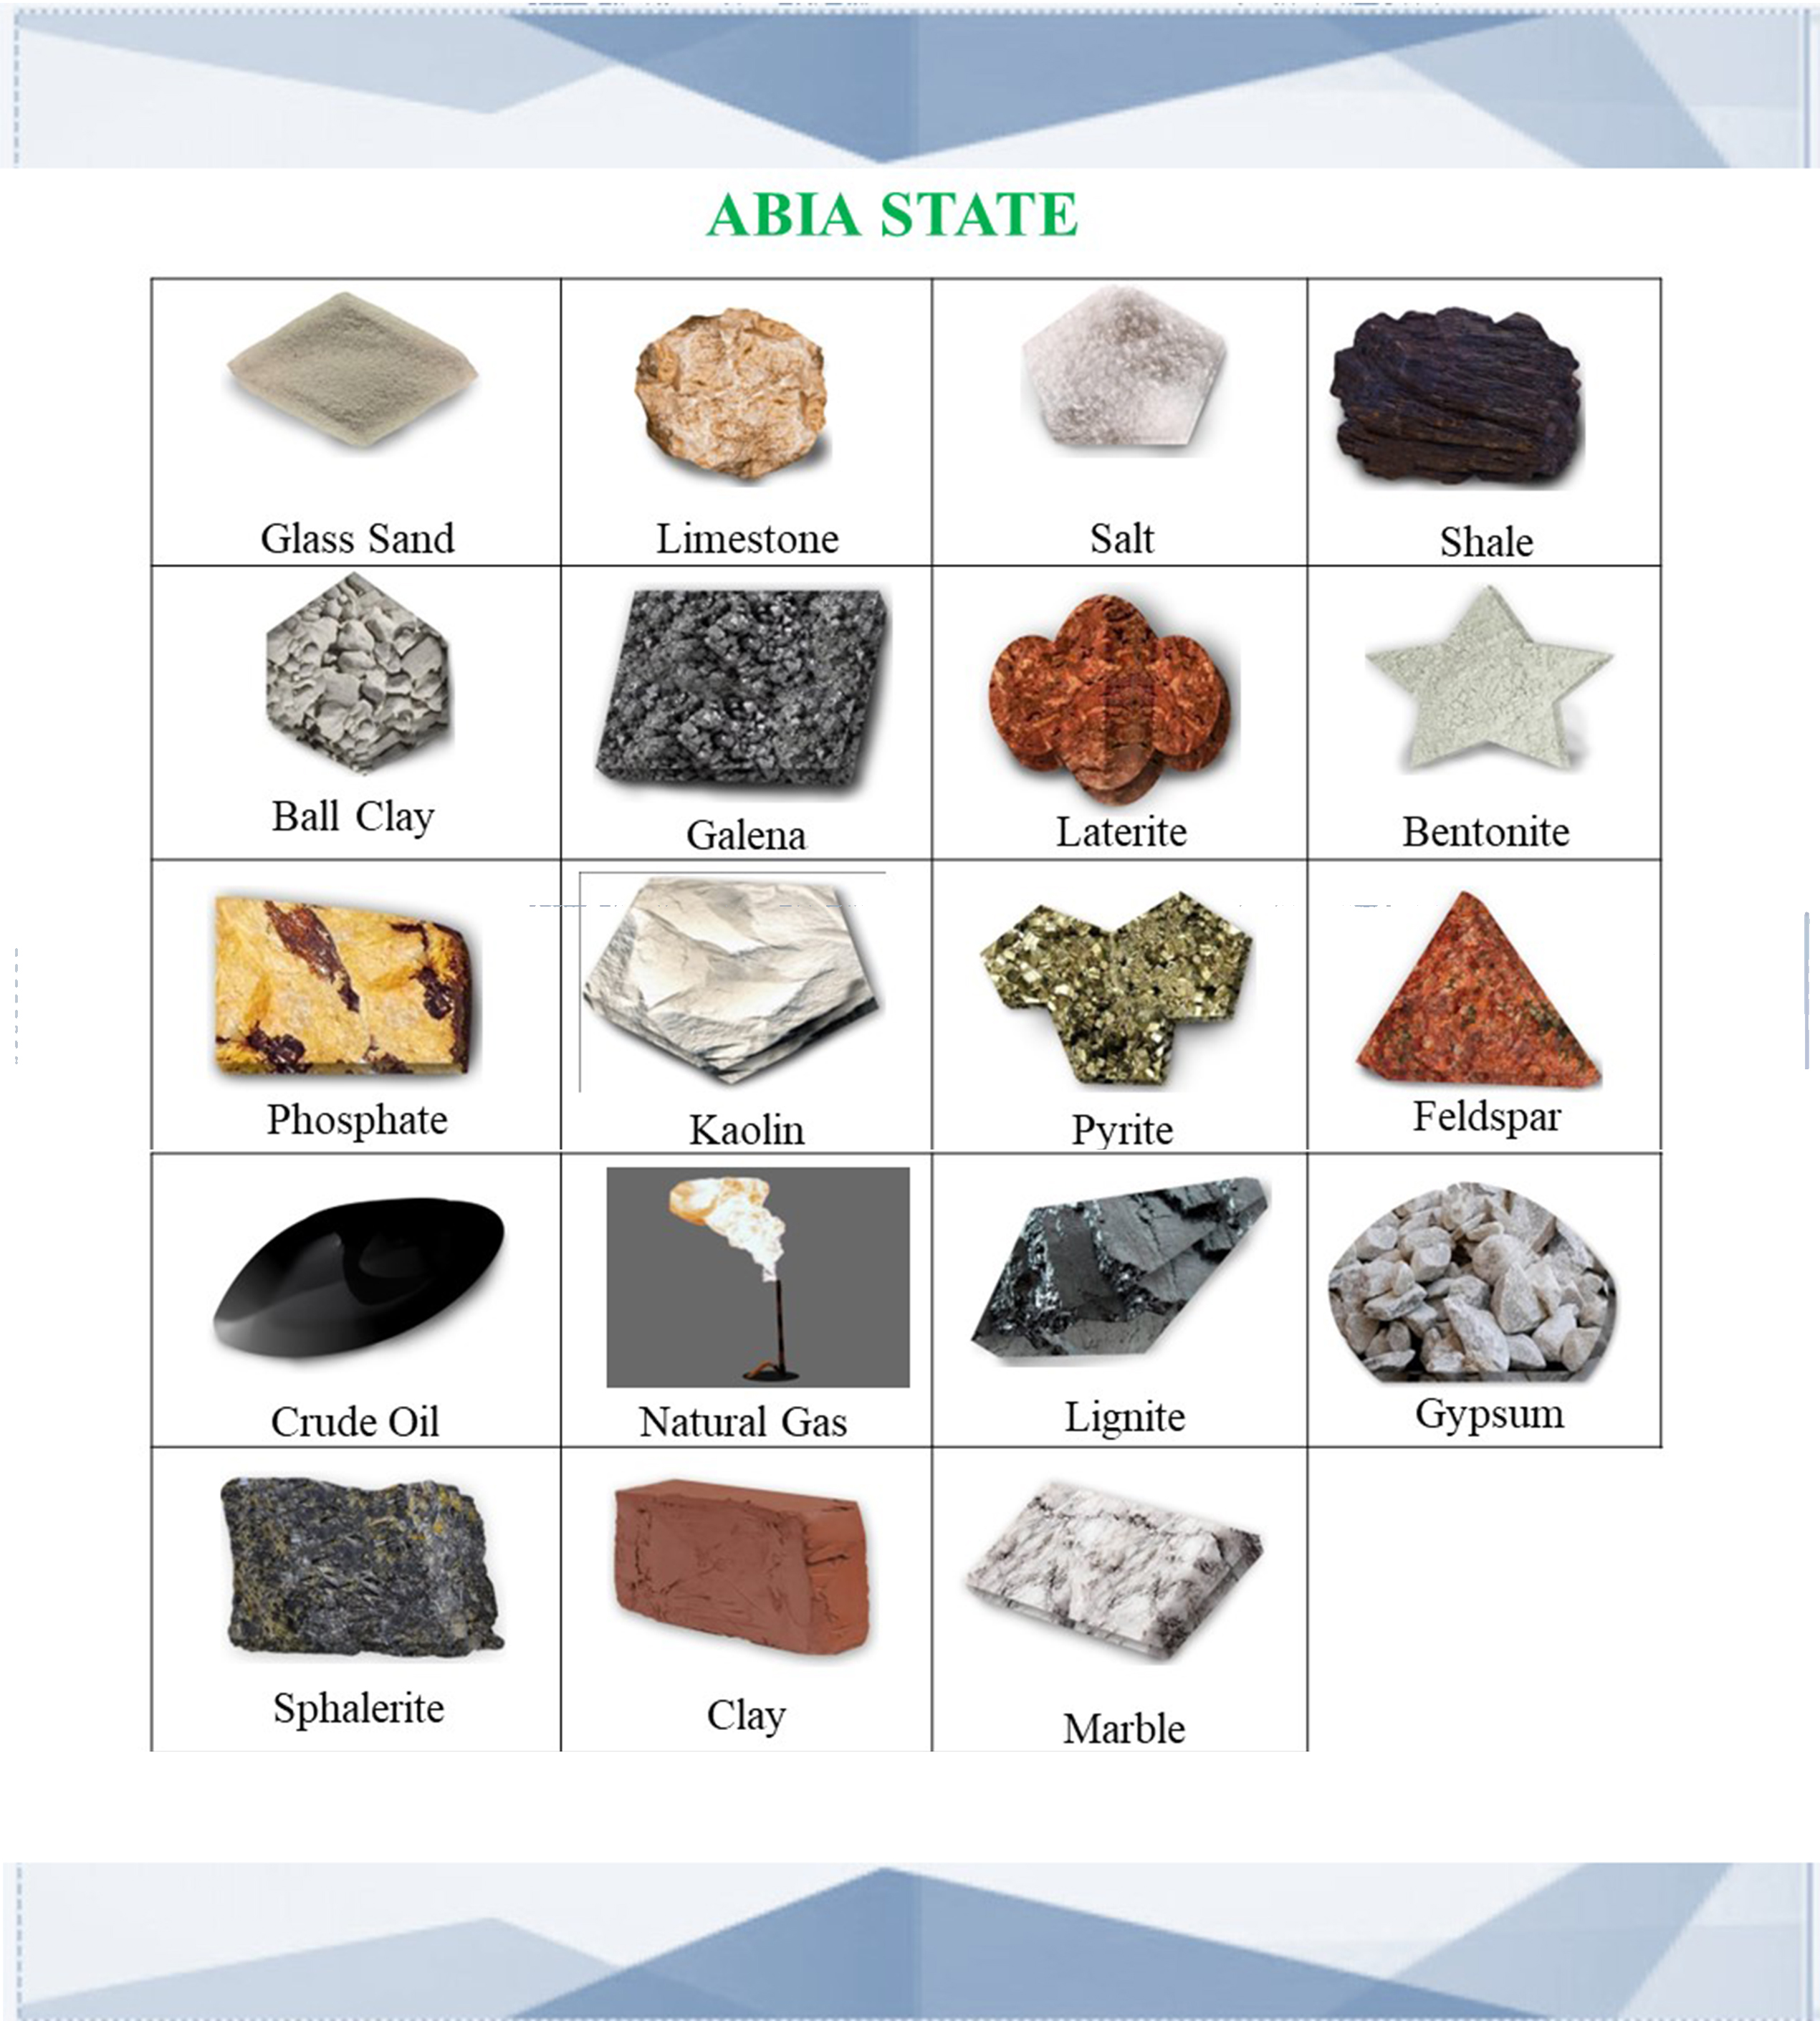 ABIA STATE
Glass Sand
Limestone
Salt
Shale
Ball Clay
Galena
Laterite
Bentonite
Phosphate
Kaolin
Pyrite
Feldspar
Crude Oil
Natural Gas
Lignite
Gypsum
Sphalerite
Clay
Marble